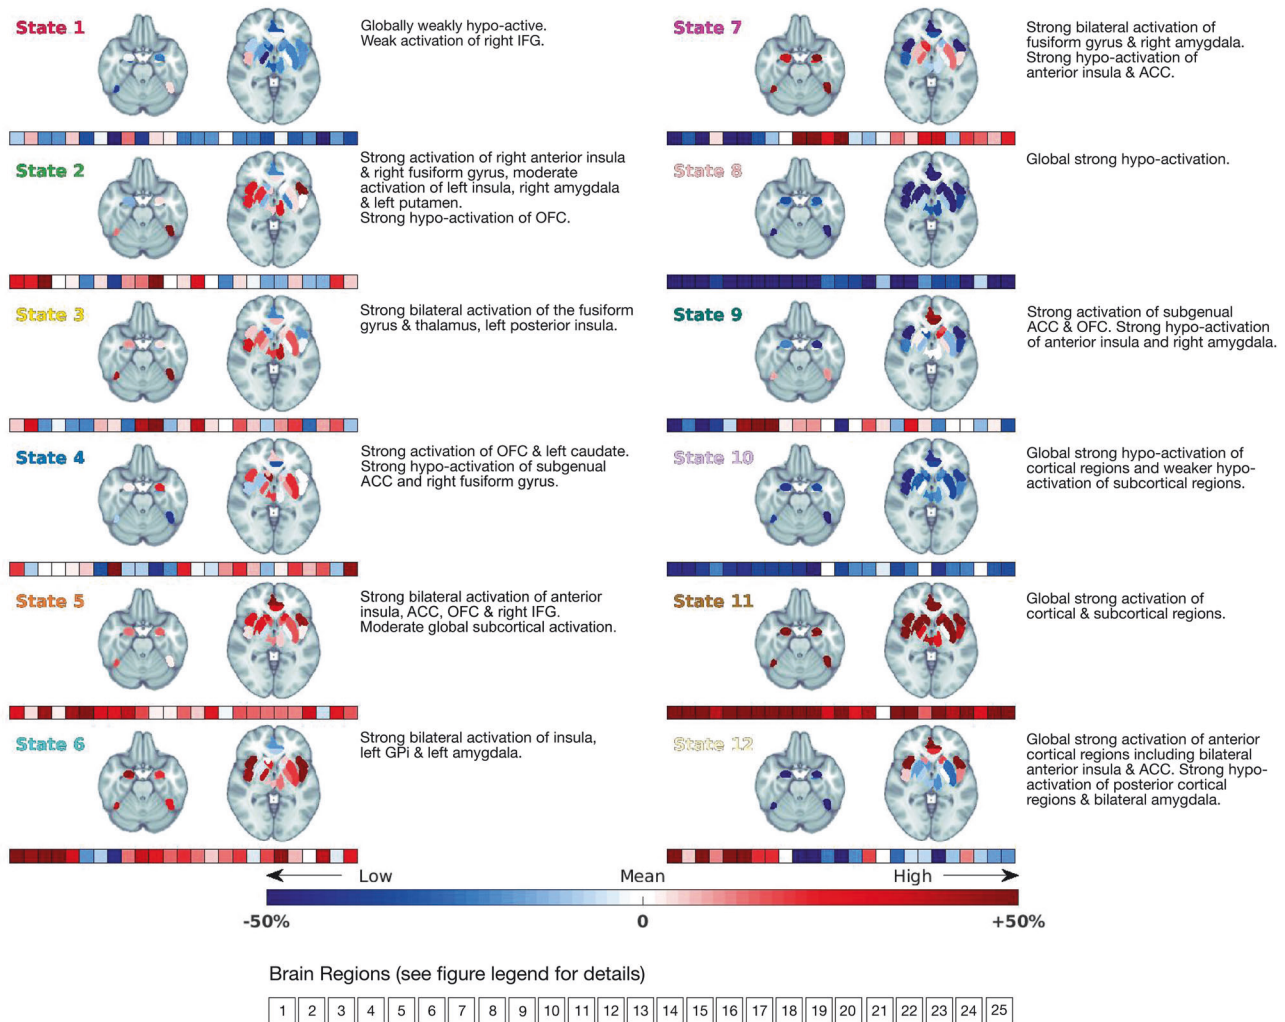 State 1
Globally weakly hypo-active.
Weak activation of right IFG.
State 2
Strong activation of right anterior insula
& right fusiform gyrus, moderate
activation of left insula, right amygdala
& left putamen.
Strong hypo-activation of OFC.
State 3
Strong bilateral activation of the fusiform
gyrus & thalamus, left posterior insula.
State 4
Strong activation of OFC & left caudate.
Strong hypo-activation of subgenual
ACC and right fusiform gyrus.
State 5
Strong bilateral activation of anterior
insula, ACC, OFC & right IFG.
Moderate global subcortical activation.
State 6
Strong bilateral activation of insula,
left GPi & left amygdala.
State 7
Strong bilateral activation of
fusiform gyrus & right amygdala.
Strong hypo-activation of
anterior insula & ACC.
State 8
Global strong hypo-activation.
State 9
Strong activation of subgenual
ACC & OFC. Strong hypo-activation
of anterior insula and right amygdala.
State 10
Global strong hypo-activation of
cortical regions and weaker hypo-
activation of subcortical regions.
State 11
Global strong activation of
cortical & subcortical regions.
State 12
Global strong activation of anterior
cortical regions including bilateral
anterior insula & ACC. Strong hypo-
activation of posterior cortical
regions & bilateral amygdala.
Low Mean High
-50% 0 +50%
Brain Regions (see figure legend for details)
1 2 3 4 5 6 7 8 9 10 11 12 13 14 15 16 17 18 19 20 21 22 23 24 25